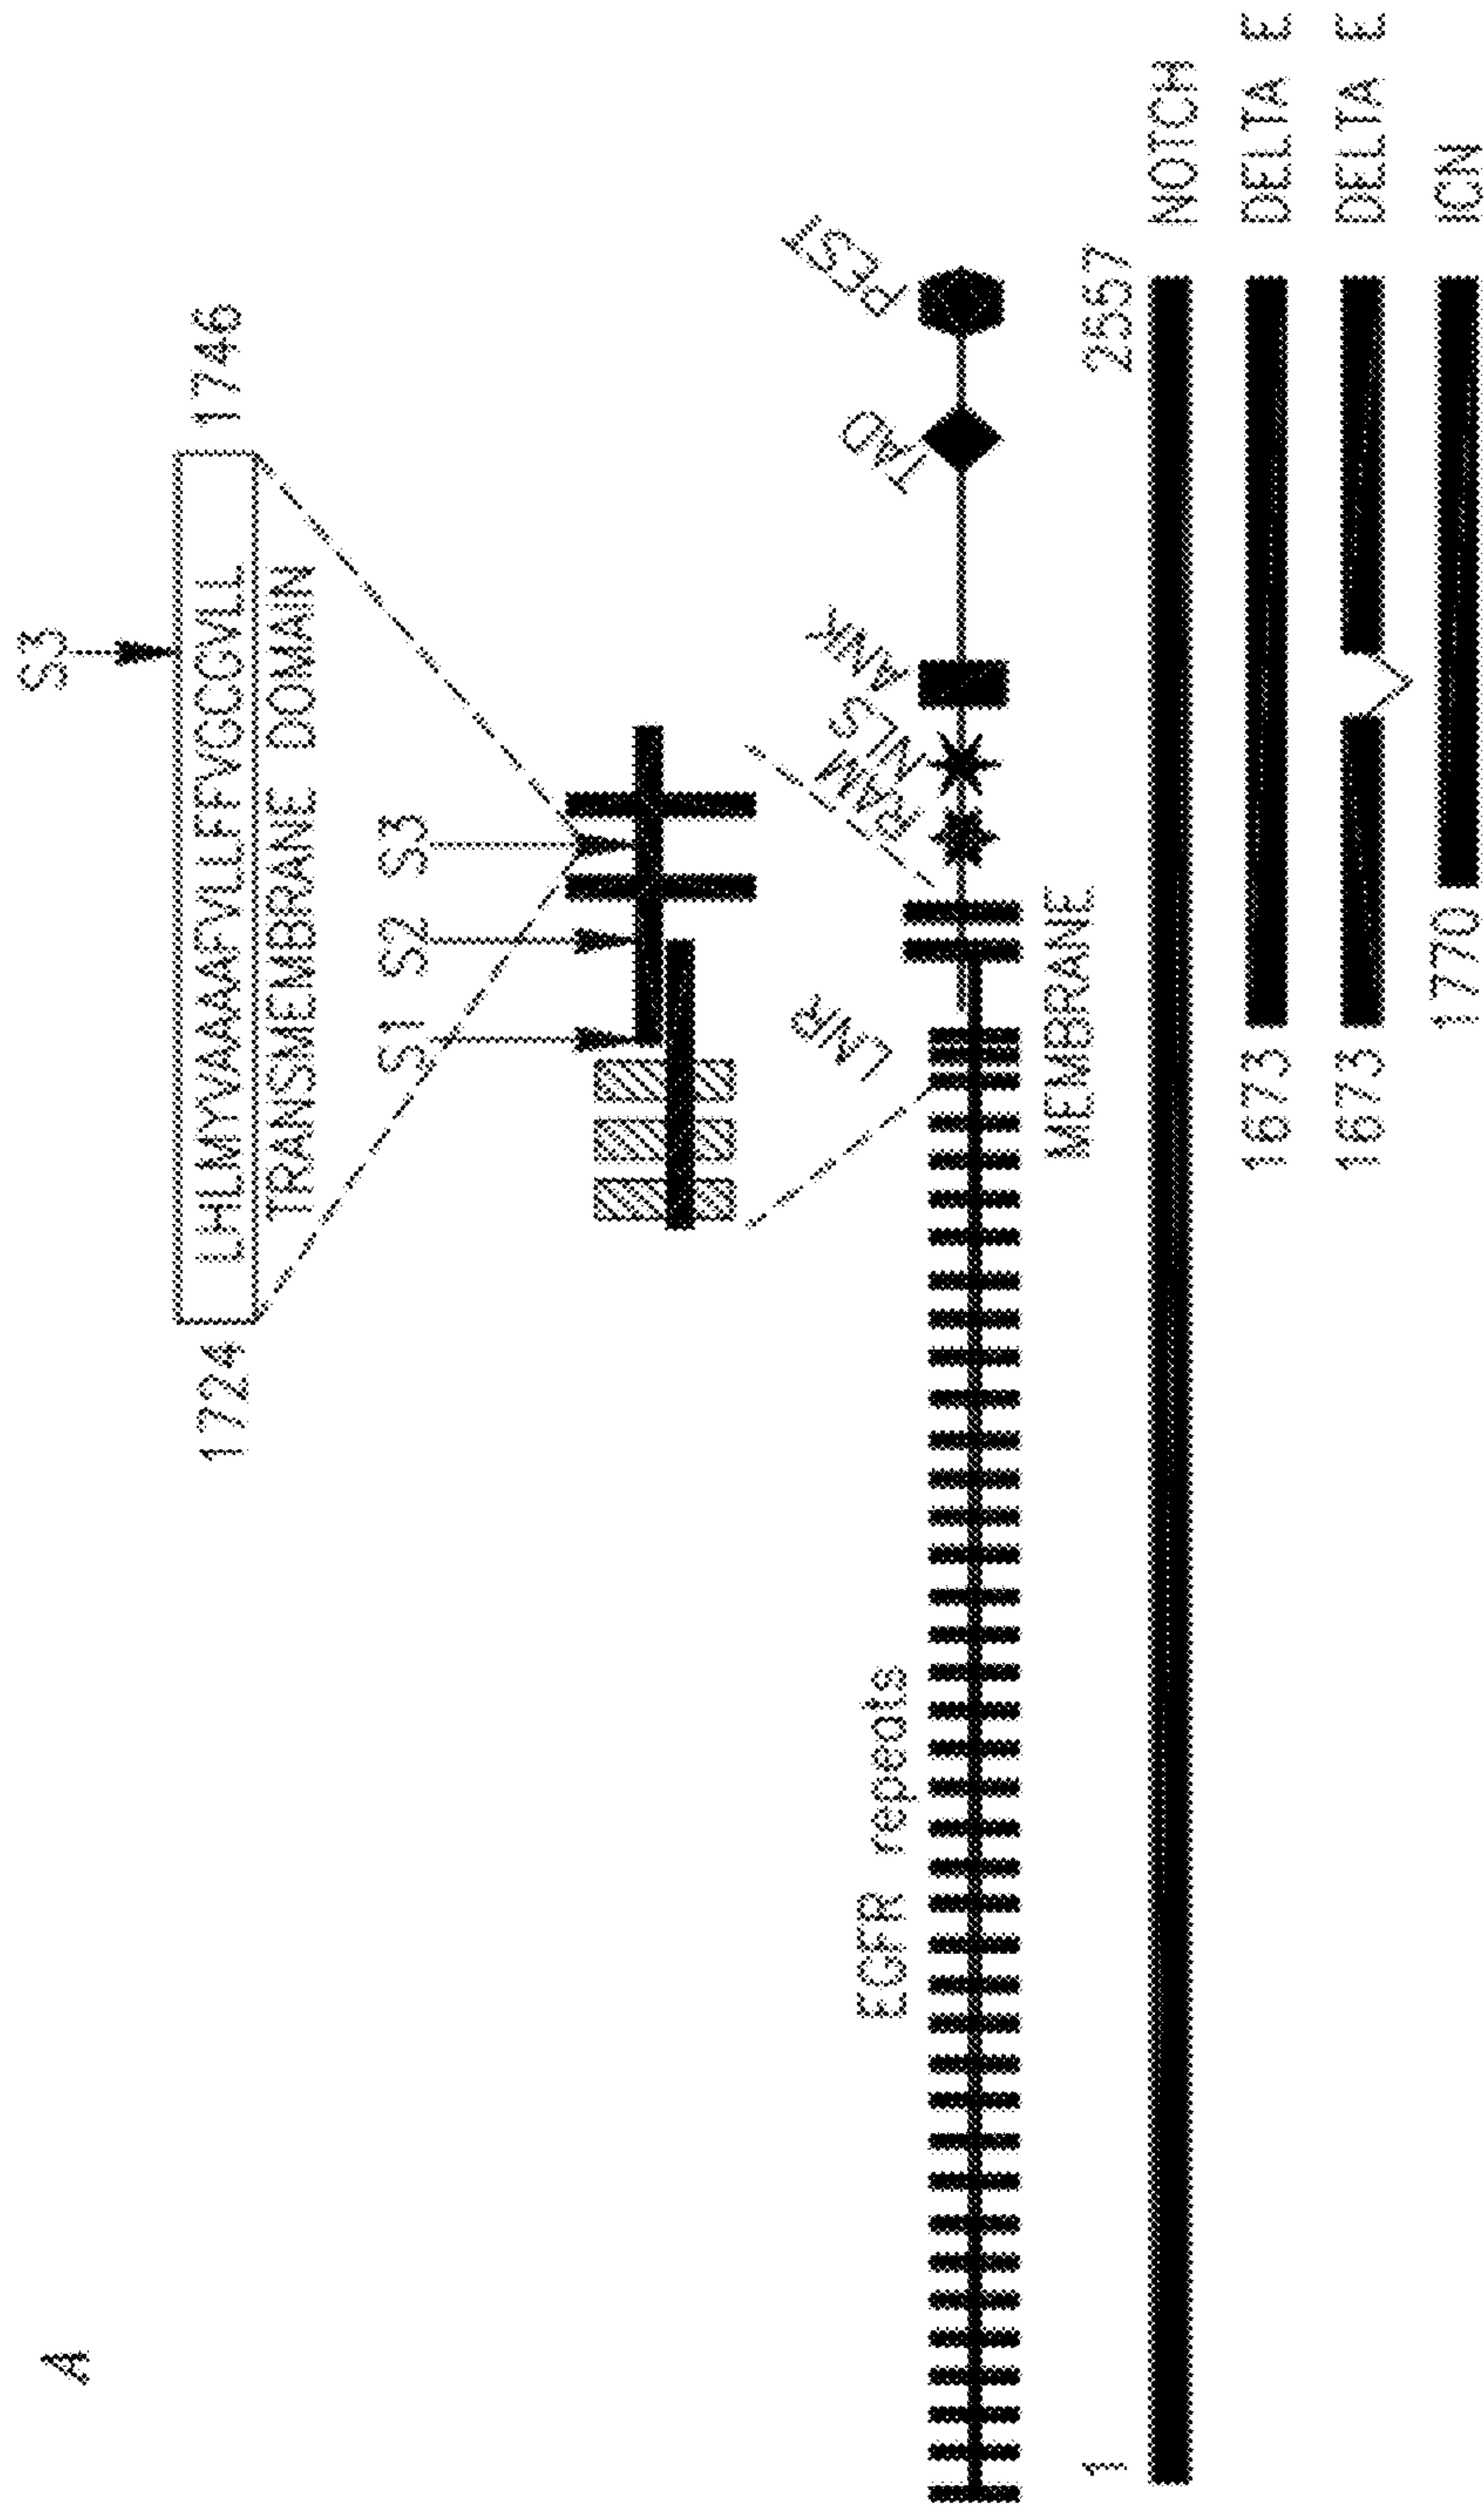 A
S3
1724 LHLMYVAAAAFVLLFFVGCGVLL 1746
TRANSMEMBRANE DOMAIN
S1 S2 S3
EGFR repeats
LNR
RAM
NLS
ANK
TAD
PEST
MEMBRANE
1
2557
NOTCH
1673
DELTA E
1673
DELTA E
1770
ICN